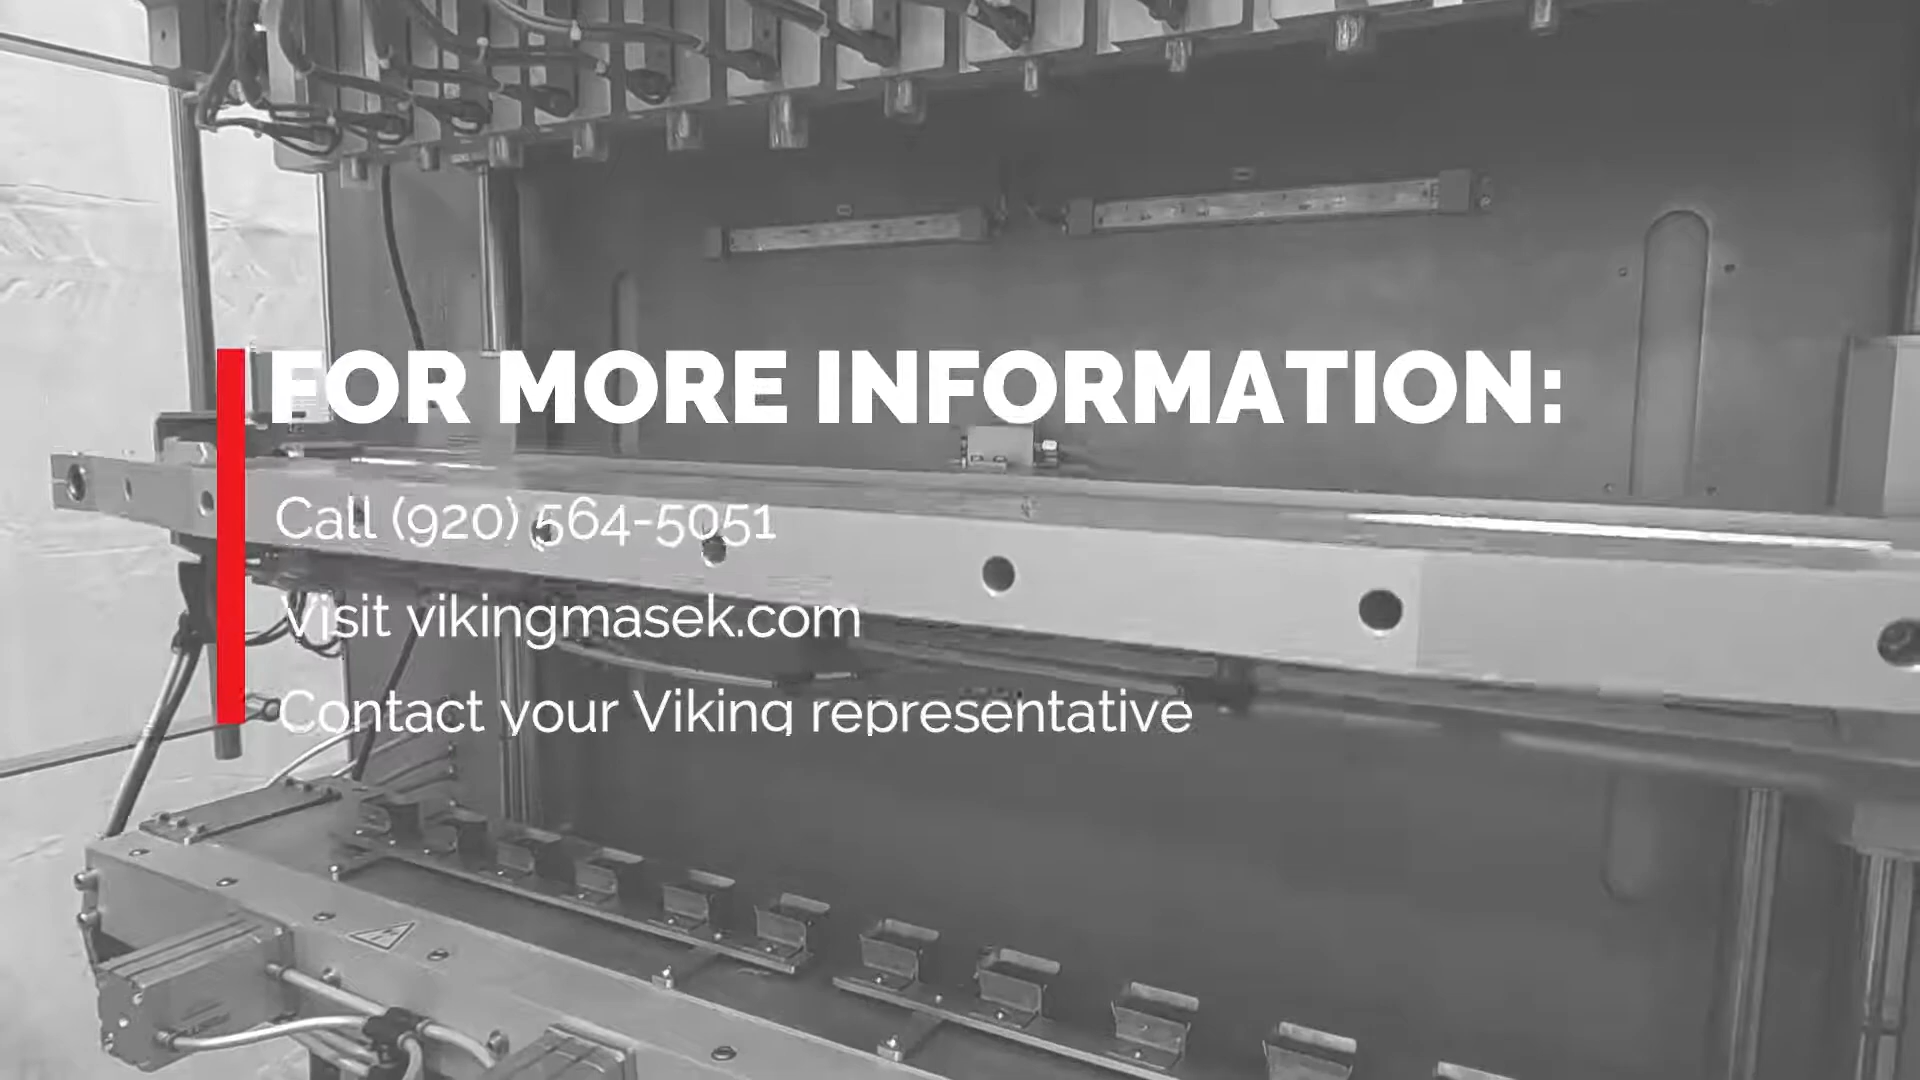 FOR MORE INFORMATION:
Call (920) 564-5051
Visit vikingmasek.com
Contact your Viking representative